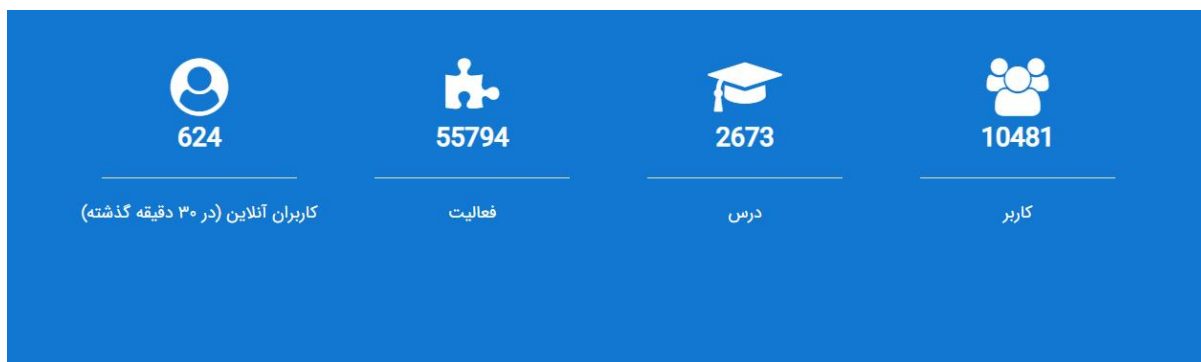 10481
کاربر
2673
درس
55794
فعالیت
624
کاربران آنلاین (در ۳۰ دقیقه گذشته)